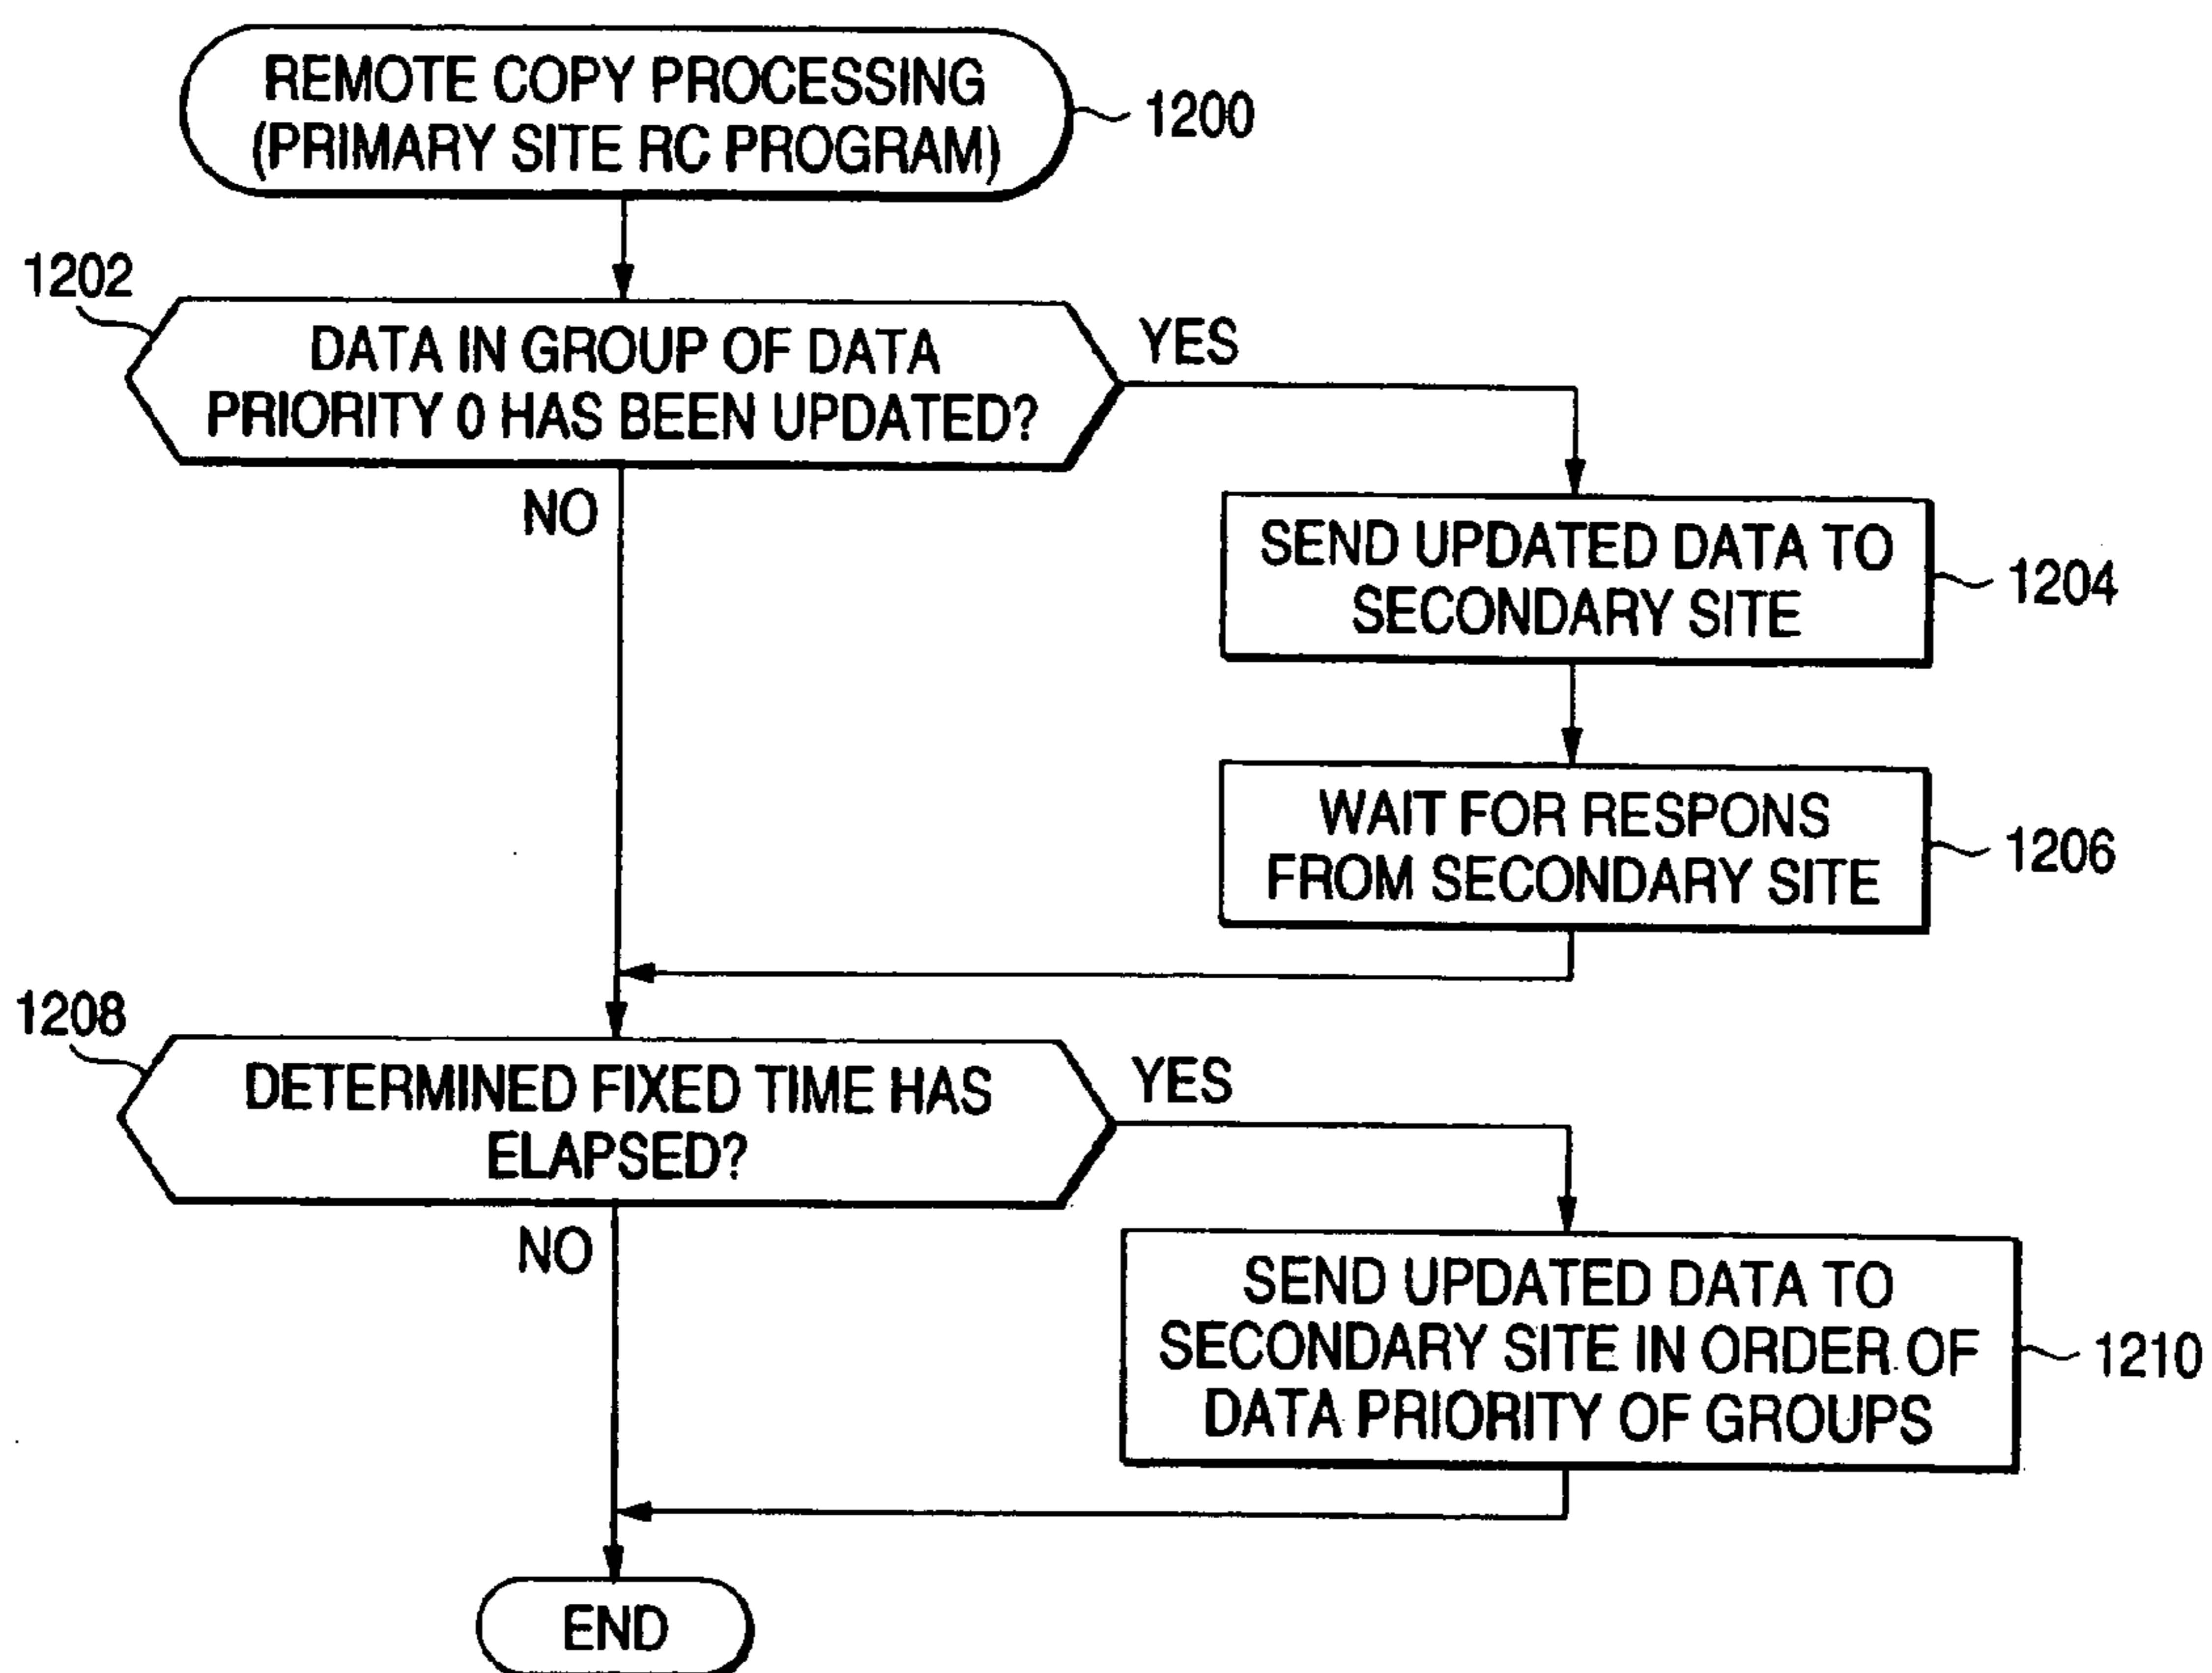 REMOTE COPY PROCESSING
(PRIMARY SITE RC PROGRAM)
1200
1202
DATA IN GROUP OF DATA
PRIORITY 0 HAS BEEN UPDATED?
YES
NO
SEND UPDATED DATA TO
SECONDARY SITE
1204
WAIT FOR RESPONS
FROM SECONDARY SITE
1206
1208
DETERMINED FIXED TIME HAS
ELAPSED?
YES
NO
SEND UPDATED DATA TO
SECONDARY SITE IN ORDER OF
DATA PRIORITY OF GROUPS
1210
END